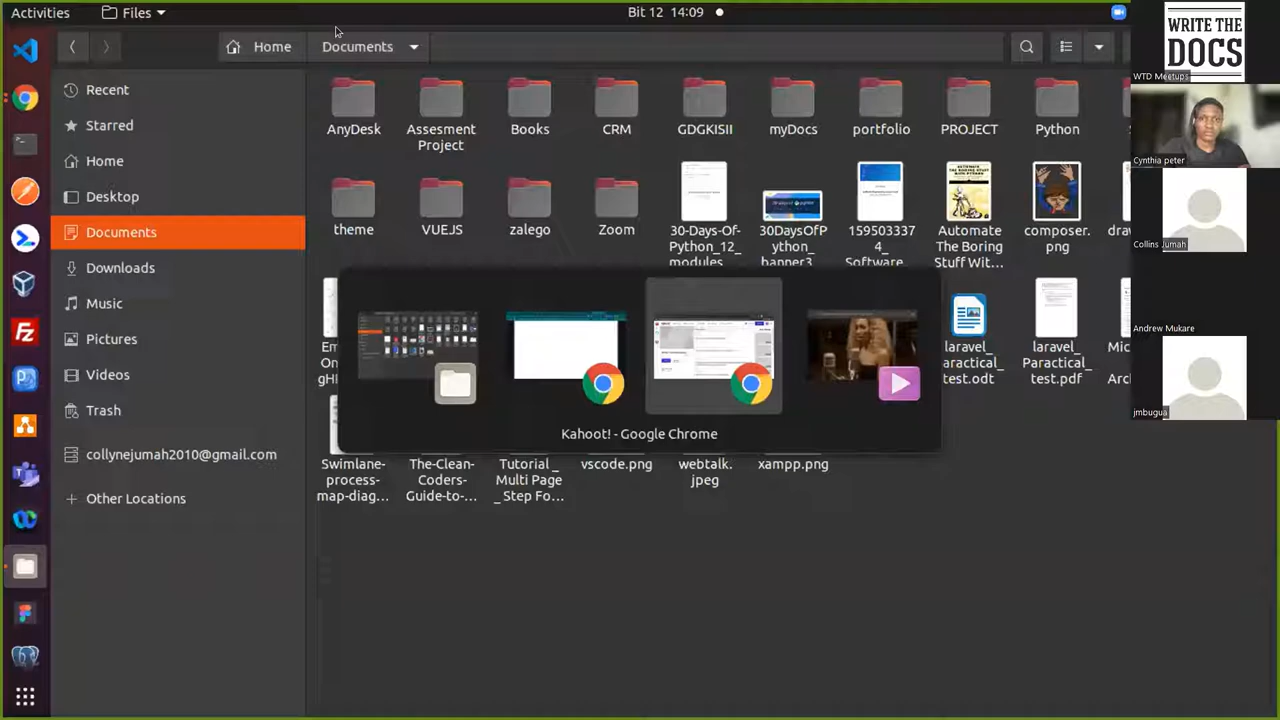 Activities
Files
Bit 12 14:09
WRITE THE
DOCS
WTD Meetups
Home
Documents
Recent
Starred
Home
Desktop
Documents
Downloads
Music
Pictures
Videos
Trash
collynejumah2010@gmail.com
Other Locations
AnyDesk
Assesment
Project
Books
CRM
GDGKISII
myDocs
portfolio
PROJECT
Python
theme
VUEJS
zalego
Zoom
30-Days-Of-
Python_12_
modules_
30DaysOfP
ython_
banner3_
159503337
4_
Software_
Automate
The Boring
Stuff Wit…
composer.
png
laravel_
Paractical_
test.odt
laravel_
Paractical_
test.pdf
Kahoot! - Google Chrome
Swimlane-
process-
map-diag…
The-Clean-
Coders-
Guide-to-…
Tutorial_
Multi Page
_ Step Fo…
vscode.png
webtalk.
jpeg
xampp.png
Cynthia peter
Collins Jumah
Andrew Mukare
jmbugua